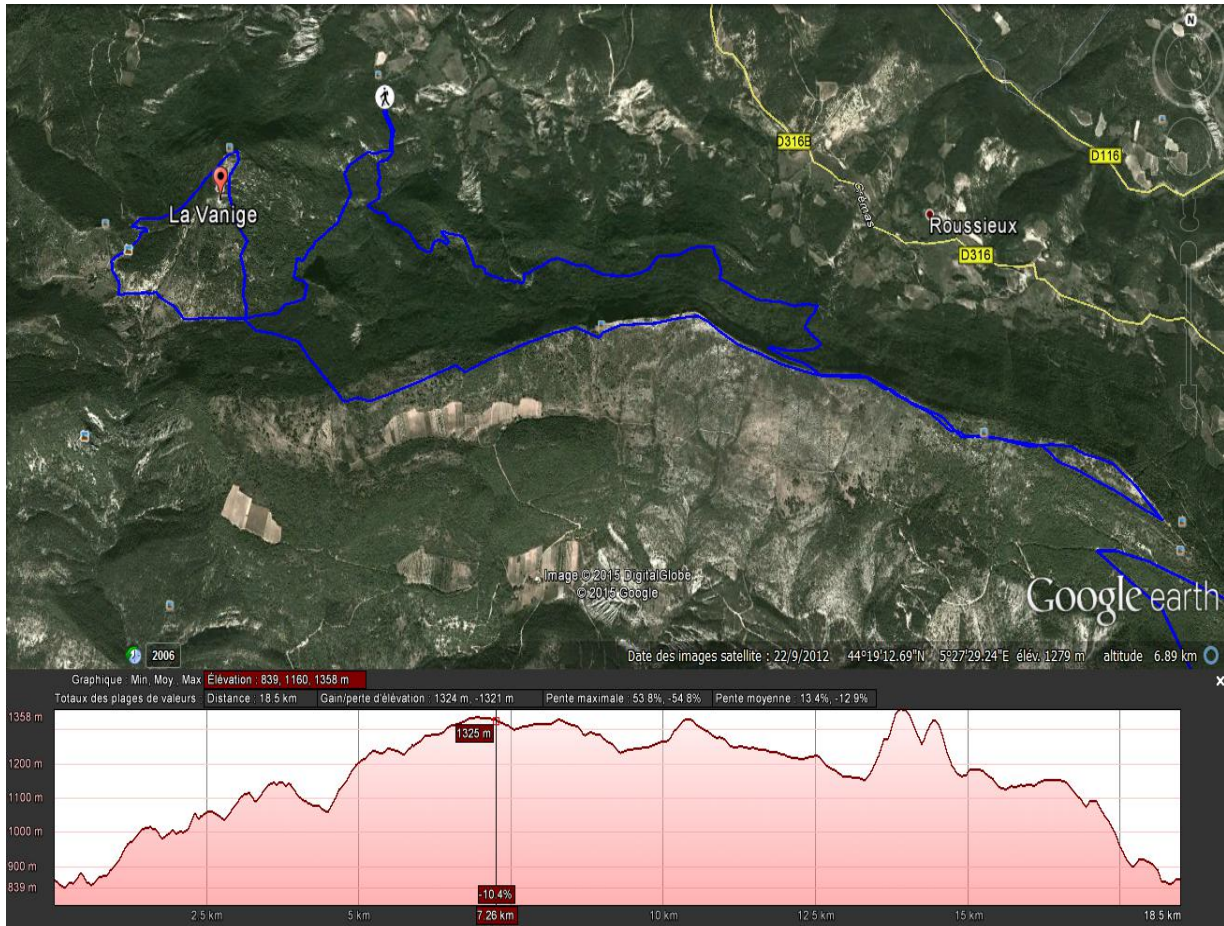 N
D316B
D116
La Vanige
Crémas
Roussieux
D316
Image © 2015 DigitalGlobe
© 2015 Google
Google earth
2006
Date des images satellite : 22/9/2012 44°19'12.69"N 5°27'29.24"E élév. 1279 m altitude 6.89 km
Graphique : Min, Moy., Max Élévation : 839, 1160, 1358 m
Totaux des plages de valeurs : Distance : 18.5 km Gain/perte d'élévation : 1324 m, -1321 m Pente maximale : 53.8%, -54.8% Pente moyenne : 13.4%, -12.9%
1358 m
1325 m
1200 m
1100 m
1000 m
900 m
839 m
-10.4%
2.5 km 5 km 7.26 km 10 km 12.5 km 15 km 18.5 km